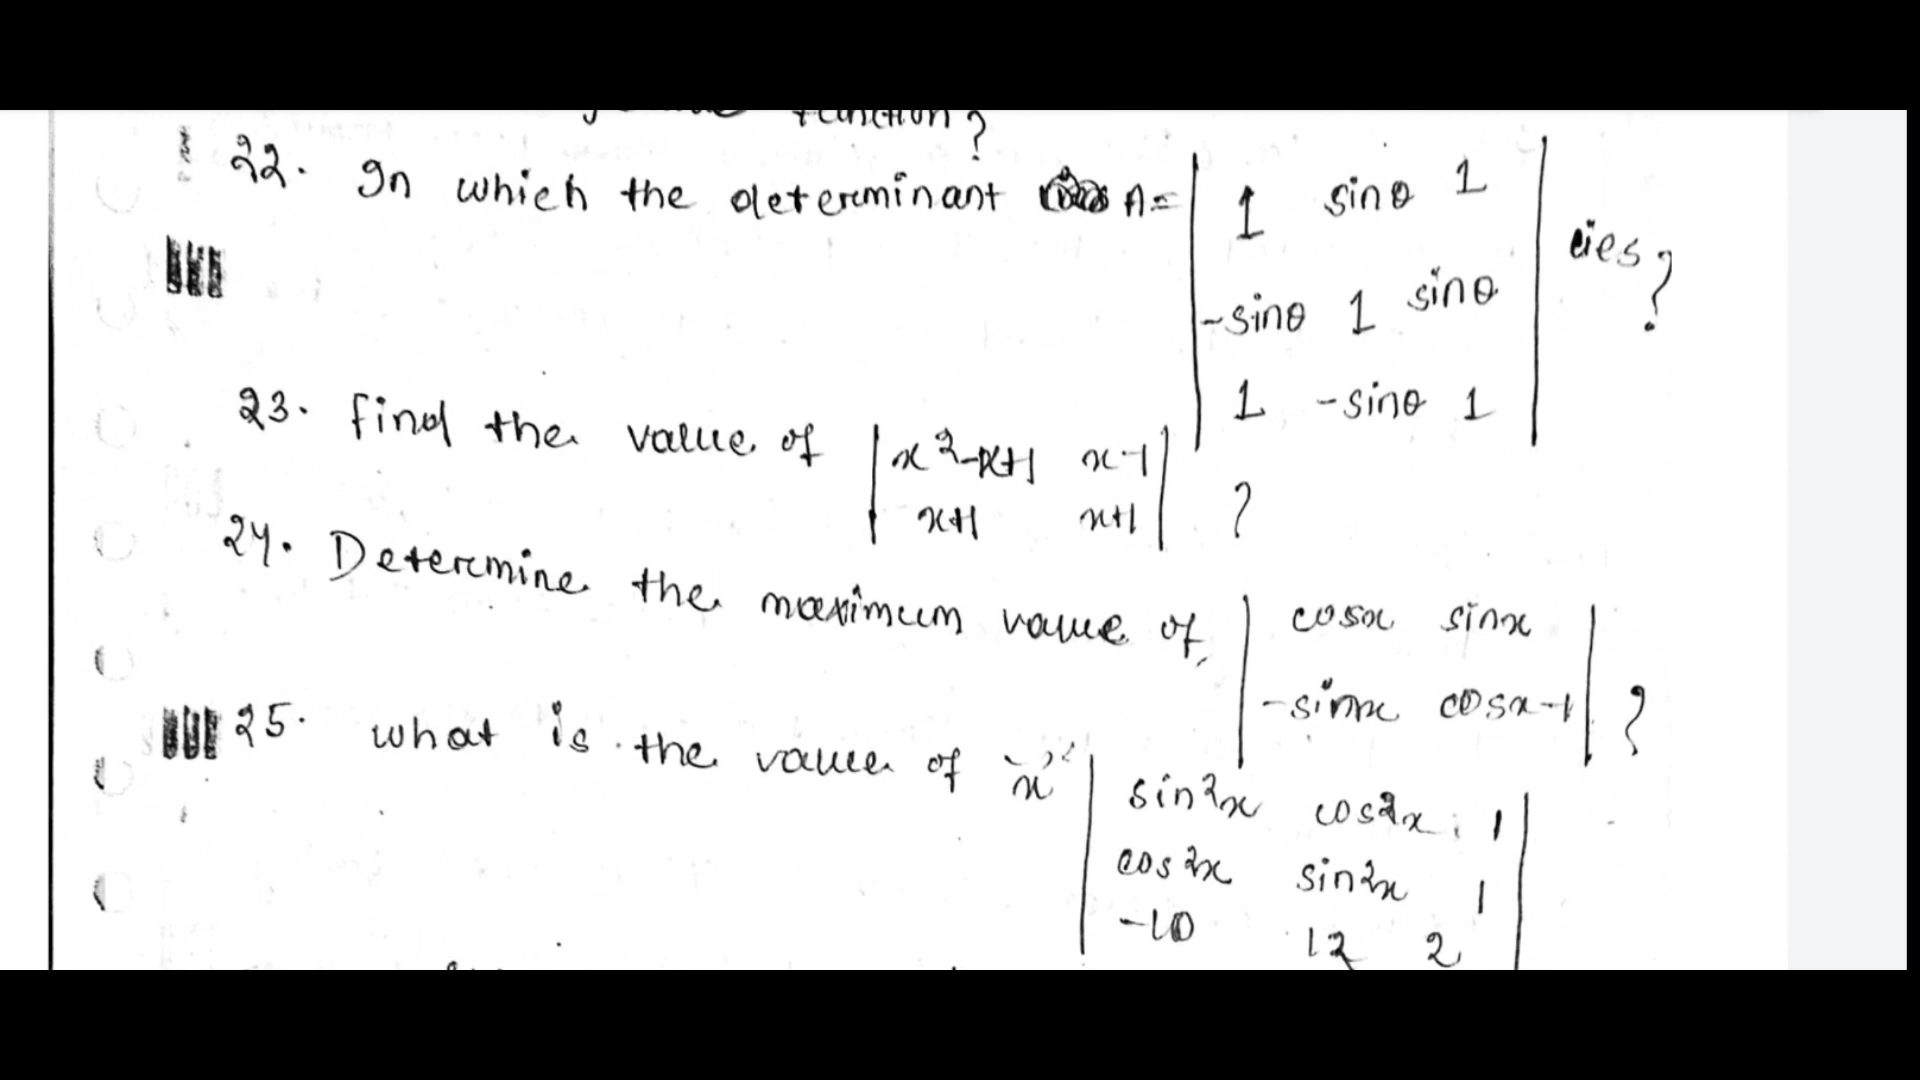 function?
22. In which the determinant A = | 1 sinθ 1 | lies?
| -sinθ 1 sinθ |
| 1 -sinθ 1 |
23. Find the value of | x²-x+1 x-1 | ?
| x+1 x+1 |
24. Determine the maximum value of | cosx sinx |
| -sinx cosx-1 | ?
25. What is the value of 'x' | sin²x cos²x 1 |
| cos²x sin²x 1 |
| -10 12 2 |